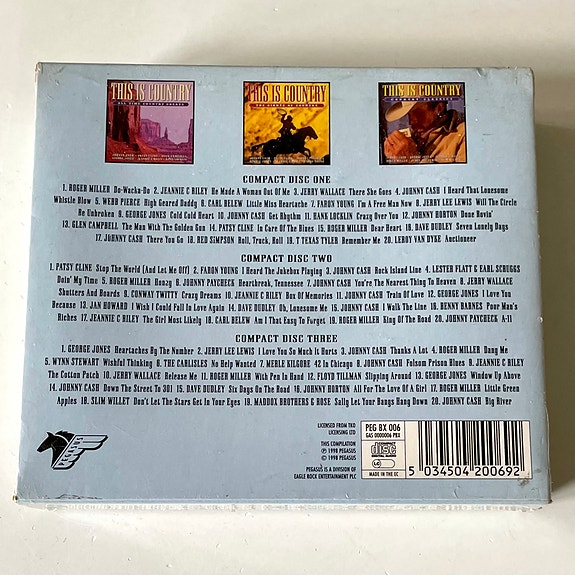 THIS IS COUNTRY
ALL TIME COUNTRY GREATS
THIS IS COUNTRY
THE GIANTS OF COUNTRY
THIS IS COUNTRY
COUNTRY CLASSICS
COMPACT DISC ONE
1. ROGER MILLER Do-Wacka-Do 2. JEANNIE C RILEY He Made A Woman Out Of Me 3. JERRY WALLACE There She Goes 4. JOHNNY CASH I Heard That Lonesome
Whistle Blow 5. WEBB PIERCE High Geared Daddy 6. CARL BELEW Little Miss Heartache 7. FARON YOUNG I'm A Free Man Now 8. JERRY LEE LEWIS Will The Circle
Be Unbroken 9. GEORGE JONES Cold Cold Heart 10. JOHNNY CASH Get Rhythm 11. HANK LOCKLIN Crazy Over You 12. JOHNNY HORTON Done Rovin'
13. GLEN CAMPBELL The Man With The Golden Gun 14. PATSY CLINE In Care Of The Blues 15. ROGER MILLER Dear Heart 16. DAVE DUDLEY Seven Lonely Days
17. JOHNNY CASH There You Go 18. RED SIMPSON Roll, Truck, Roll 19. T TEXAS TYLER Remember Me 20. LEROY VAN DYKE Auctioneer
COMPACT DISC TWO
1. PATSY CLINE Stop The World (And Let Me Off) 2. FARON YOUNG I Heard The Jukebox Playing 3. JOHNNY CASH Rock Island Line 4. LESTER FLATT & EARL SCRUGGS
Doin' My Time 5. ROGER MILLER Honzg 6. JOHNNY PAYCHECK Heartbreak, Tennessee 7. JOHNNY CASH You're The Nearest Thing To Heaven 8. JERRY WALLACE
Shutters And Boards 9. CONWAY TWITTY Crazy Dreams 10. JEANNIE C RILEY Box Of Memories 11. JOHNNY CASH Train Of Love 12. GEORGE JONES I Love You
Because 13. JAN HOWARD I Wish I Could Fall In Love Again 14. DAVE DUDLEY Oh, Lonesome Me 15. JOHNNY CASH I Walk The Line 16. BENNY BARNES Poor Man's
Riches 17. JEANNIE C RILEY The Girl Most Likely 18. CARL BELEW Am I That Easy To Forget 19. ROGER MILLER King Of The Road 20. JOHNNY PAYCHECK A-11
COMPACT DISC THREE
1. GEORGE JONES Heartaches By The Number 2. JERRY LEE LEWIS I Love You So Much It Hurts 3. JOHNNY CASH Thanks A Lot 4. ROGER MILLER Dang Me
5. WYNN STEWART Wishful Thinking 6. THE CARLISLES No Help Wanted 7. MERLE KILGORE 42 In Chicago 8. JOHNNY CASH Folsom Prison Blues 9. JEANNIE C RILEY
The Cotton Patch 10. JERRY WALLACE Release Me 11. ROGER MILLER With Pen In Hand 12. FLOYD TILLMAN Slipping Around 13. GEORGE JONES Window Up Above
14. JOHNNY CASH Down The Street To 301 15. DAVE DUDLEY Six Days On The Road 16. JOHNNY HORTON All For The Love Of A Girl 17. ROGER MILLER Little Green
Apples 18. SLIM WILLET Don't Let The Stars Get In Your Eyes 19. MADDOX BROTHERS & ROSE Sally Let Your Bangs Hang Down 20. JOHNNY CASH Big River
PEGASUS
LICENSED FROM TKO
LICENSING LTD
THIS COMPILATION
Ⓟ 1998 PEGASUS
© 1998 PEGASUS
PEGASUS IS A DIVISION OF
EAGLE ROCK ENTERTAINMENT PLC
PEG BX 006
GAS 0000006 PBX
COMPACT
disc
DIGITAL AUDIO
LC
MADE IN THE EC
5 034504 200692